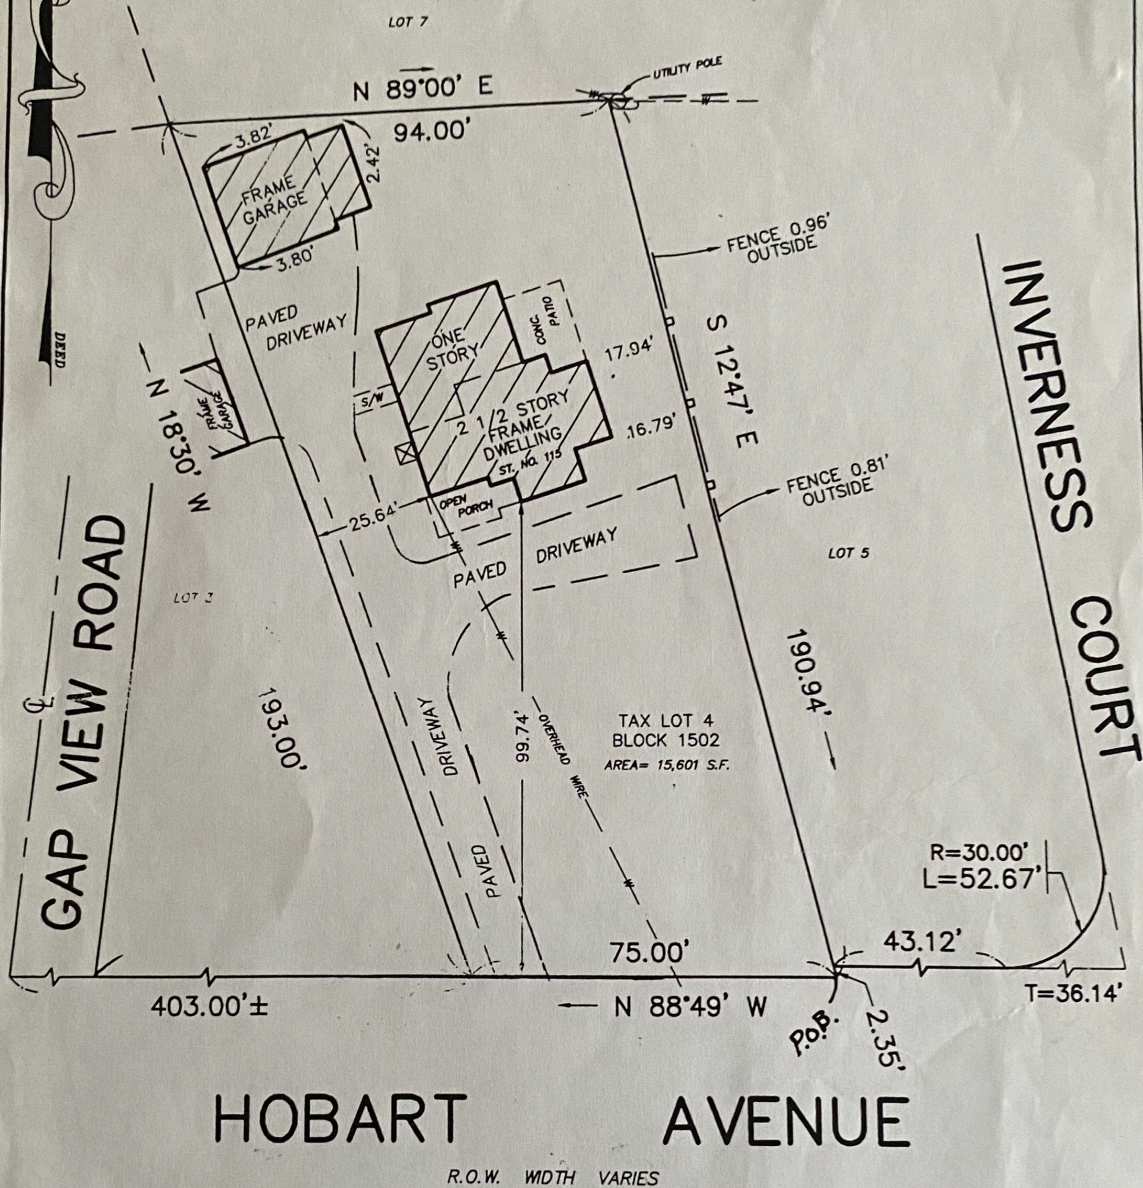 LOT 7
UTILITY POLE
W
W
N 89°00' E
94.00'
3.82'
2.42'
FRAME
GARAGE
3.80'
FENCE 0.96'
OUTSIDE
PAVED
DRIVEWAY
DEED
N 18°30' W
FRAME
GARAGE
ONE
STORY
CONC.
PATIO
17.94'
S 12°47' E
INVERNESS COURT
S/W
2 1/2 STORY
FRAME
DWELLING
ST. NO. 115
16.79'
FENCE 0.81'
OUTSIDE
25.64'
OPEN
PORCH
W
PAVED DRIVEWAY
LOT 5
LOT 3
GAP VIEW ROAD
W
193.00'
190.94'
PAVED DRIVEWAY
99.74'
OVERHEAD WIRE
TAX LOT 4
BLOCK 1502
AREA= 15,601 S.F.
W
R=30.00'
L=52.67'
75.00'
43.12'
403.00'±
N 88°49' W
T=36.14'
P.O.B.
2.35'
HOBART AVENUE
R.O.W. WIDTH VARIES